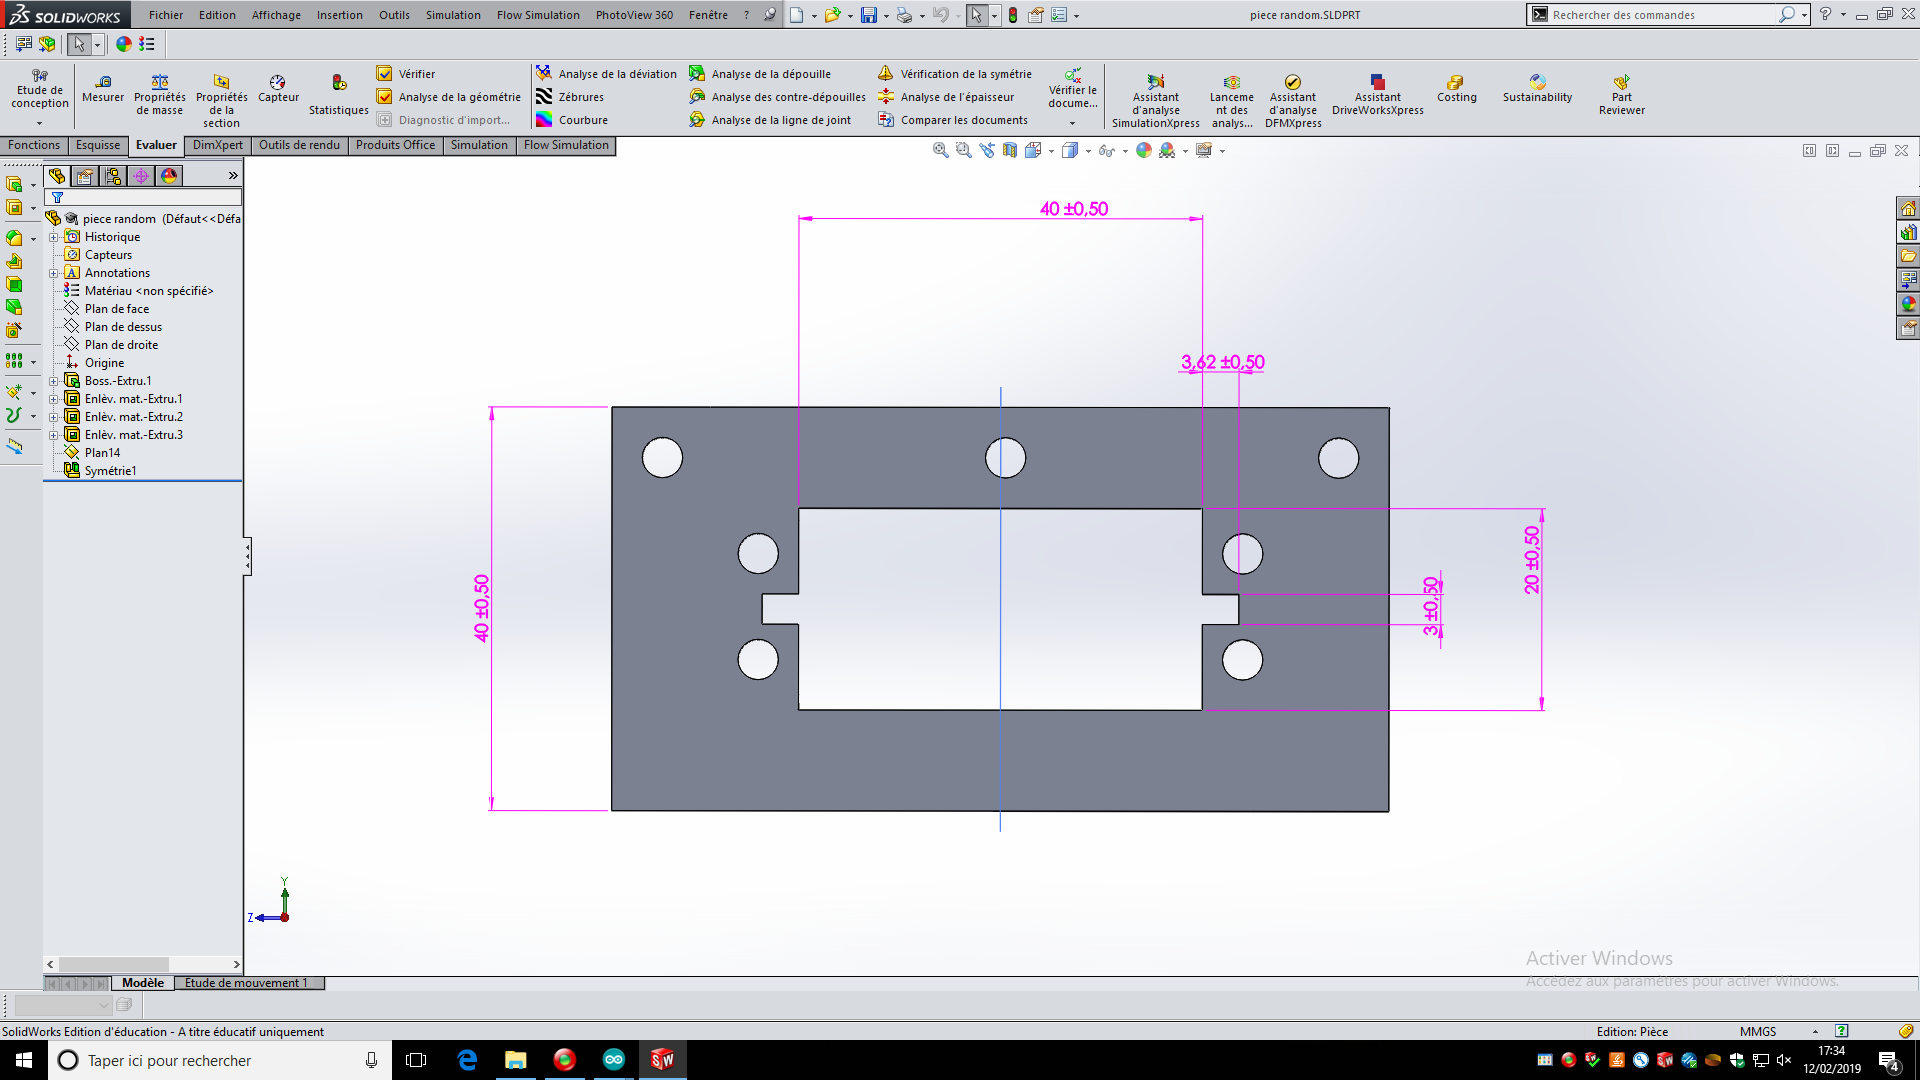 SOLIDWORKS Fichier Edition Affichage Insertion Outils Simulation Flow Simulation PhotoView 360 Fenêtre ? piece random.SLDPRT Rechercher des commandes ?
Etude de conception
Mesurer
Propriétés de masse
Propriétés de la section
Capteur
Statistiques
Vérifier
Analyse de la géométrie
Diagnostic d'import...
Analyse de la déviation
Zébrures
Courbure
Analyse de la dépouille
Analyse des contre-dépouilles
Analyse de la ligne de joint
Vérification de la symétrie
Analyse de l'épaisseur
Comparer les documents
Vérifier le docume...
Assistant d'analyse SimulationXpress
Lanceme nt des analys...
Assistant d'analyse DFMXpress
Assistant DriveWorksXpress
Costing
Sustainability
Part Reviewer
Fonctions Esquisse Evaluer DimXpert Outils de rendu Produits Office Simulation Flow Simulation
piece random (Défaut<<Défa
Historique
Capteurs
Annotations
Matériau <non spécifié>
Plan de face
Plan de dessus
Plan de droite
Origine
Boss.-Extru.1
Enlèv. mat.-Extru.1
Enlèv. mat.-Extru.2
Enlèv. mat.-Extru.3
Plan14
Symétrie1
40 ±0,50
3,62 ±0,50
40 ±0,50
20 ±0,50
3 ±0,50
Y
Z
Activer Windows
Accédez aux paramètres pour activer Windows.
Modèle Etude de mouvement 1
SolidWorks Edition d'éducation - A titre éducatif uniquement Edition: Pièce MMGS ?
Taper ici pour rechercher
17:34
12/02/2019
4